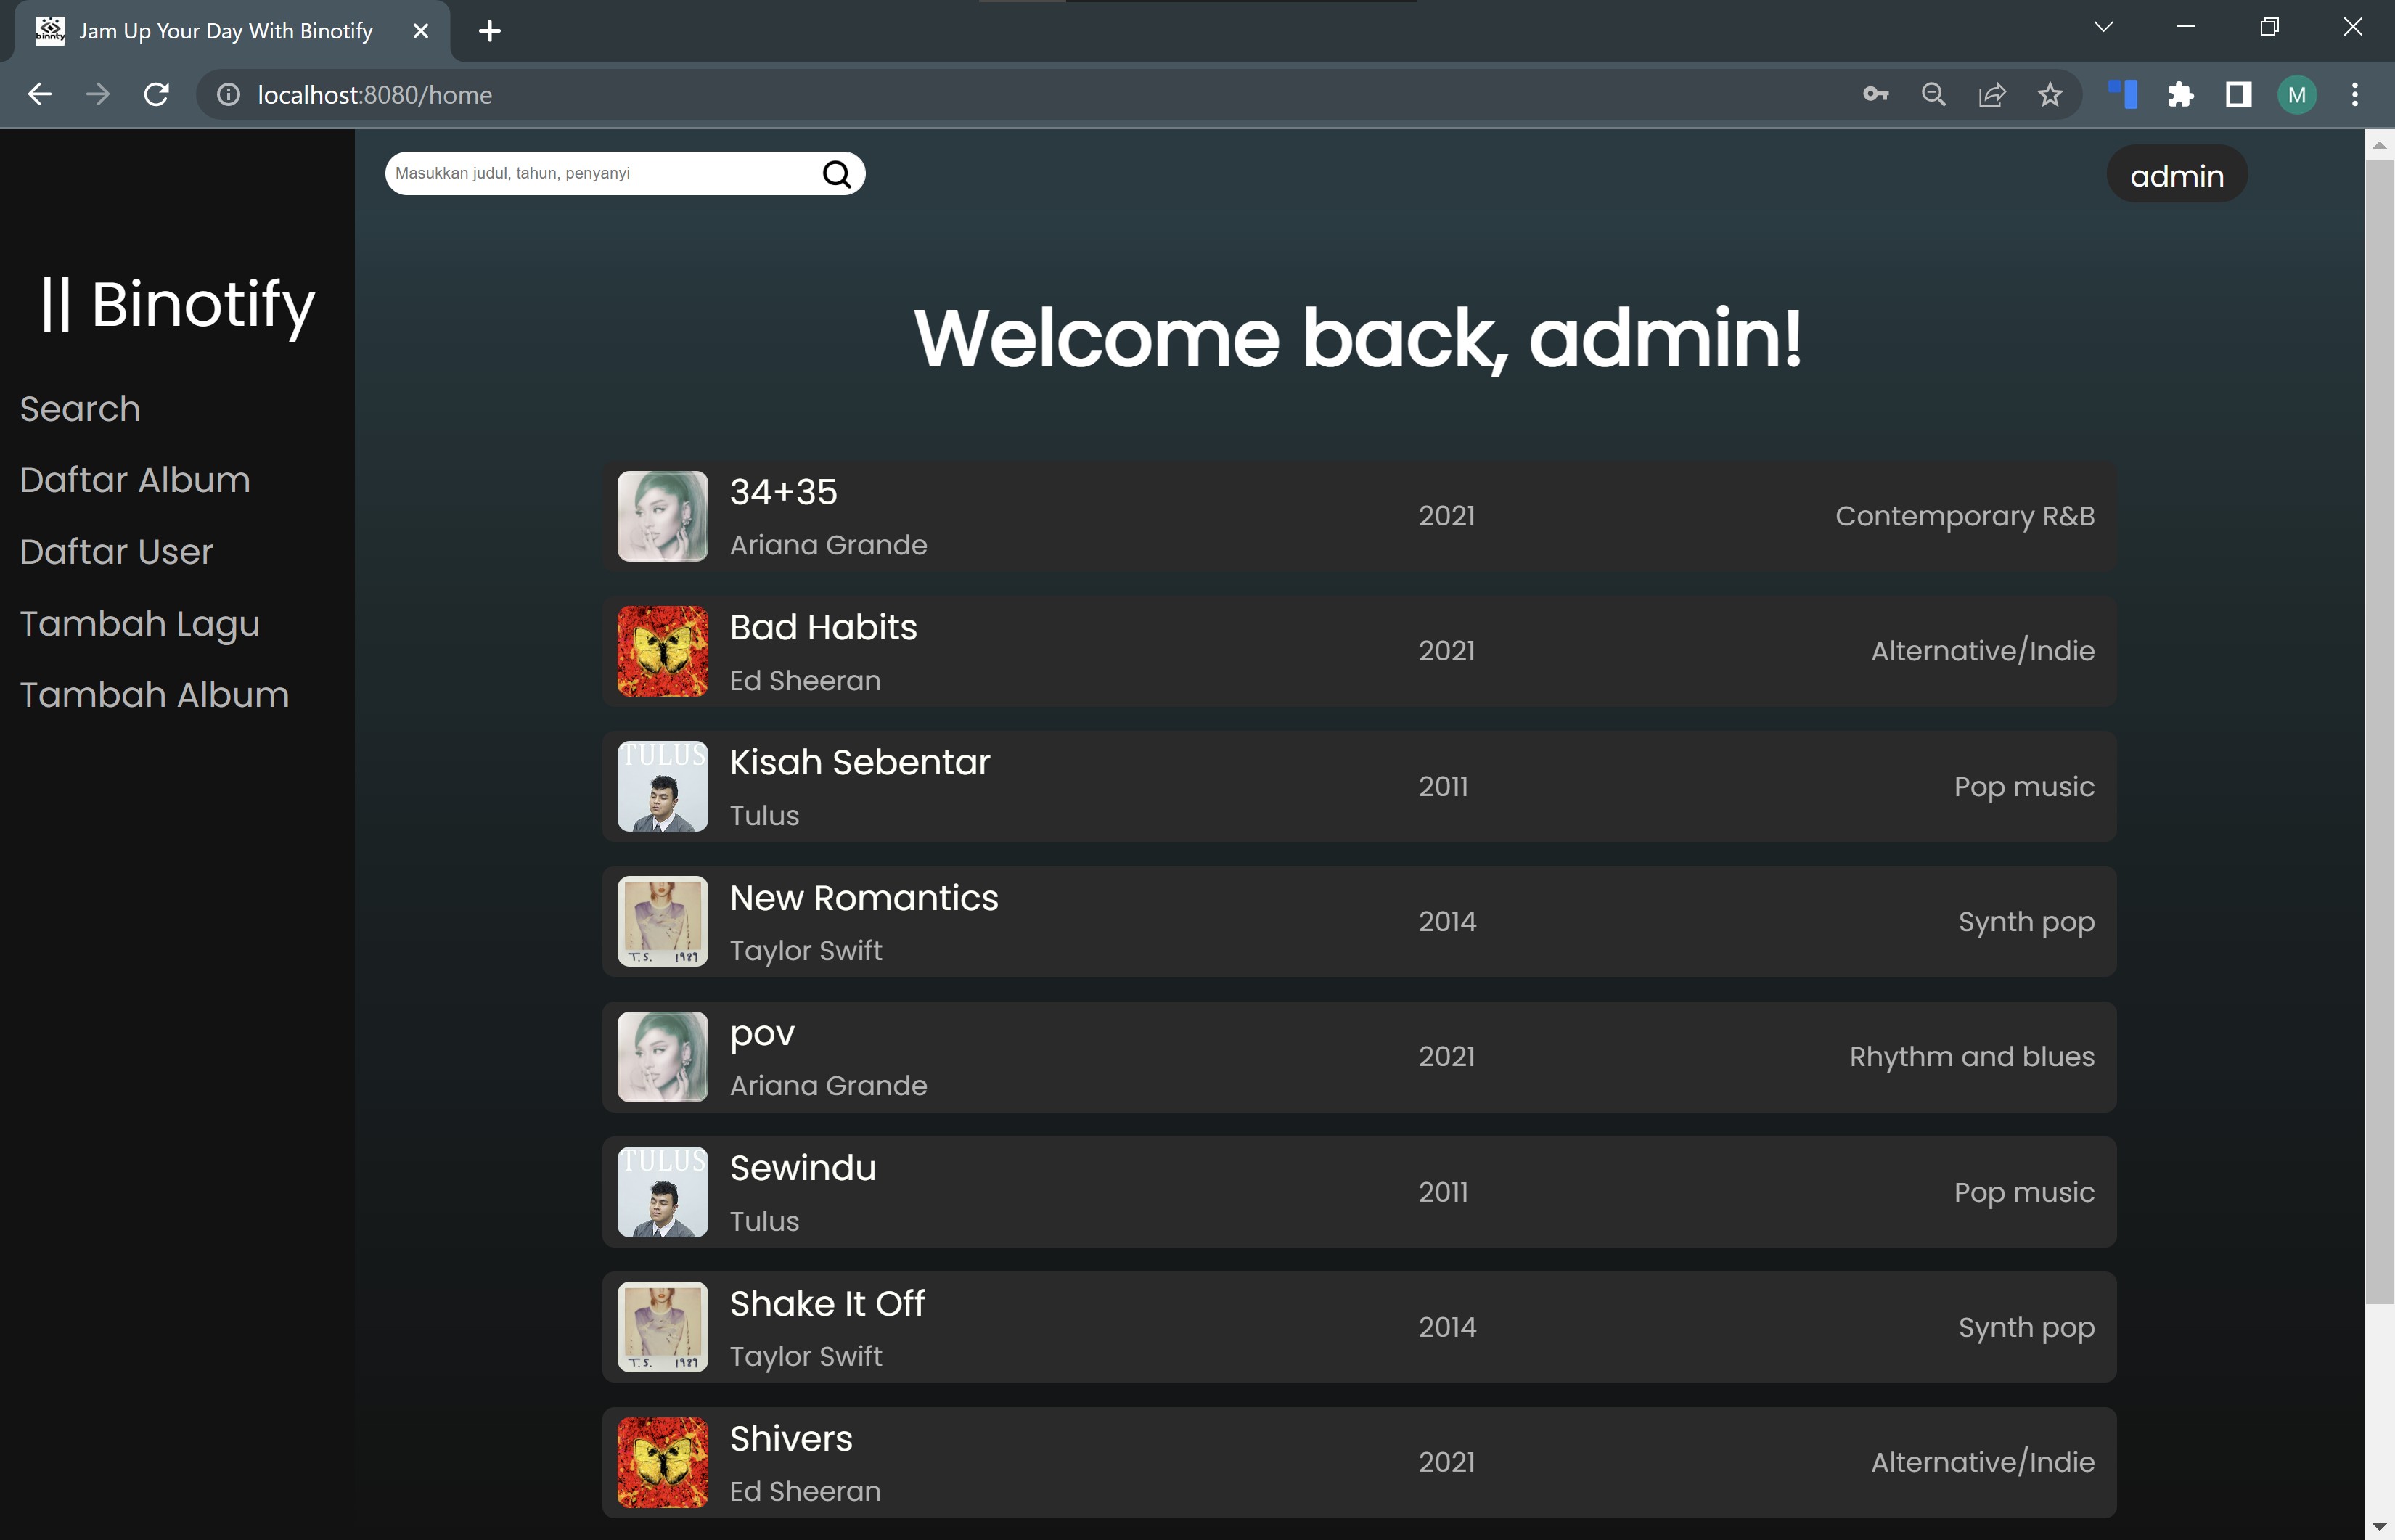 Jam Up Your Day With Binotify
localhost:8080/home
M
Masukkan judul, tahun, penyanyi
admin
|| Binotify
Search
Daftar Album
Daftar User
Tambah Lagu
Tambah Album
Welcome back, admin!
34+35
Ariana Grande
2021
Contemporary R&B
Bad Habits
Ed Sheeran
2021
Alternative/Indie
TULUS
Kisah Sebentar
Tulus
2011
Pop music
T.S. 1989
New Romantics
Taylor Swift
2014
Synth pop
pov
Ariana Grande
2021
Rhythm and blues
TULUS
Sewindu
Tulus
2011
Pop music
T.S. 1989
Shake It Off
Taylor Swift
2014
Synth pop
Shivers
Ed Sheeran
2021
Alternative/Indie